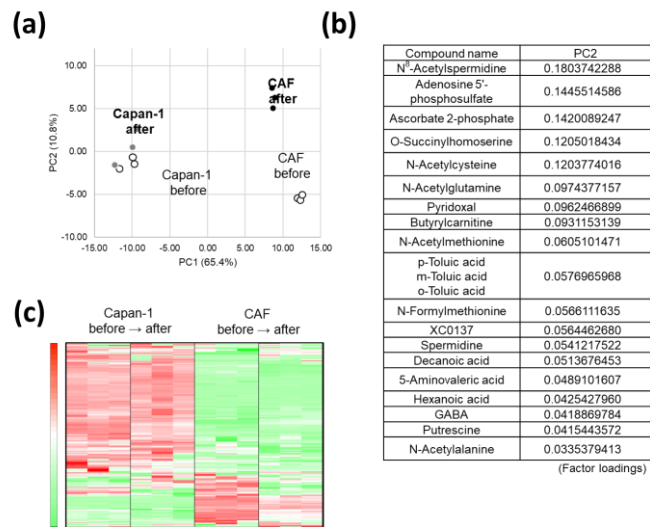 (a)
10.00
5.00
0.00
-5.00
-10.00
PC2 (10.8%)
CAF
after
Capan-1
after
Capan-1
before
CAF
before
-15.00 -10.00 -5.00 0.00 5.00 10.00 15.00
PC1 (65.4%)
(b)
Compound name PC2
N⁸-Acetylspermidine 0.1803742288
Adenosine 5'-
phosphosulfate 0.1445514586
Ascorbate 2-phosphate 0.1420089247
O-Succinylhomoserine 0.1205018434
N-Acetylcysteine 0.1203774016
N-Acetylglutamine 0.0974377157
Pyridoxal 0.0962466899
Butyrylcarnitine 0.0931153139
N-Acetylmethionine 0.0605101471
p-Toluic acid
m-Toluic acid 0.0576965968
o-Toluic acid
N-Formylmethionine 0.0566111635
XC0137 0.0564462680
Spermidine 0.0541217522
Decanoic acid 0.0513676453
5-Aminovaleric acid 0.0489101607
Hexanoic acid 0.0425427960
GABA 0.0418869784
Putrescine 0.0415443572
N-Acetylalanine 0.0335379413
(Factor loadings)
(c)
Capan-1 CAF
before → after before → after